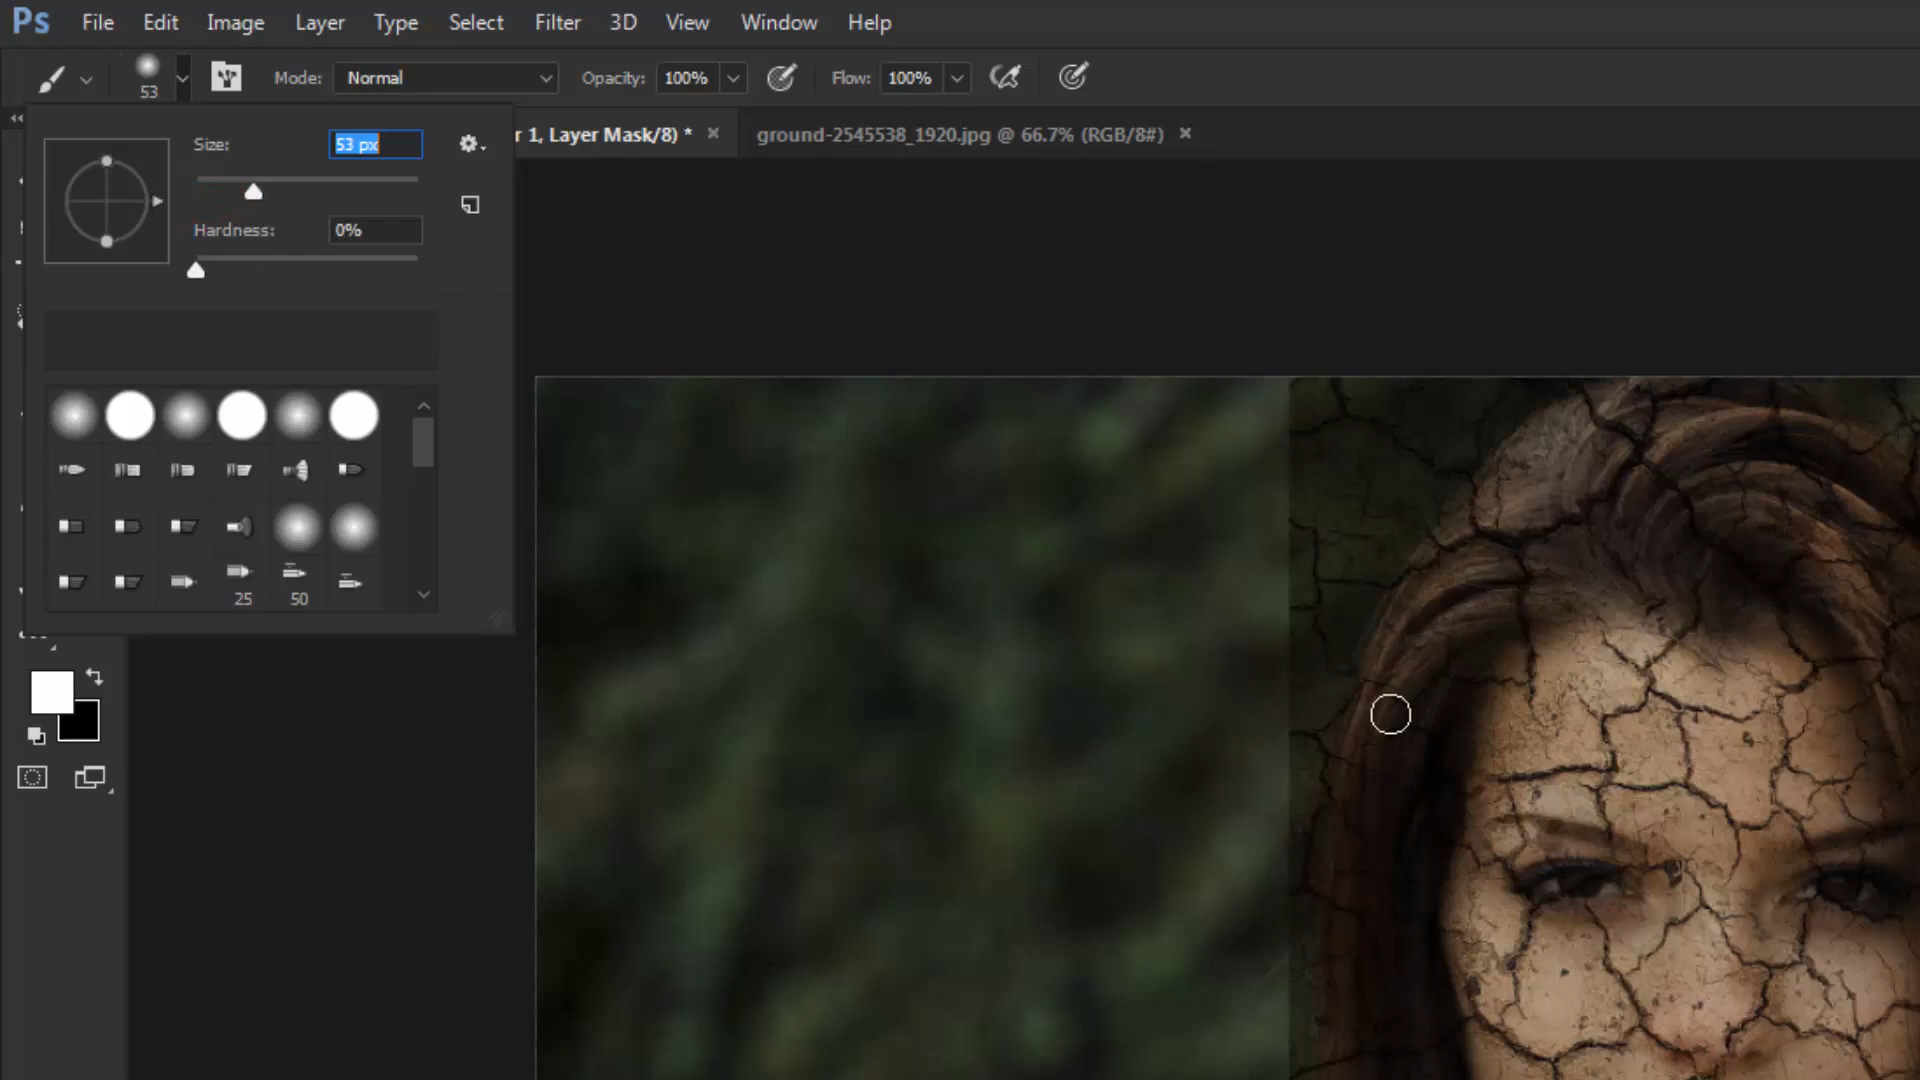 Ps File Edit Image Layer Type Select Filter 3D View Window Help
53 Mode: Normal Opacity: 100% Flow: 100%
Size: 53 px
r 1, Layer Mask/8) * ground-2545538_1920.jpg @ 66.7% (RGB/8#)
Hardness: 0%
25 50